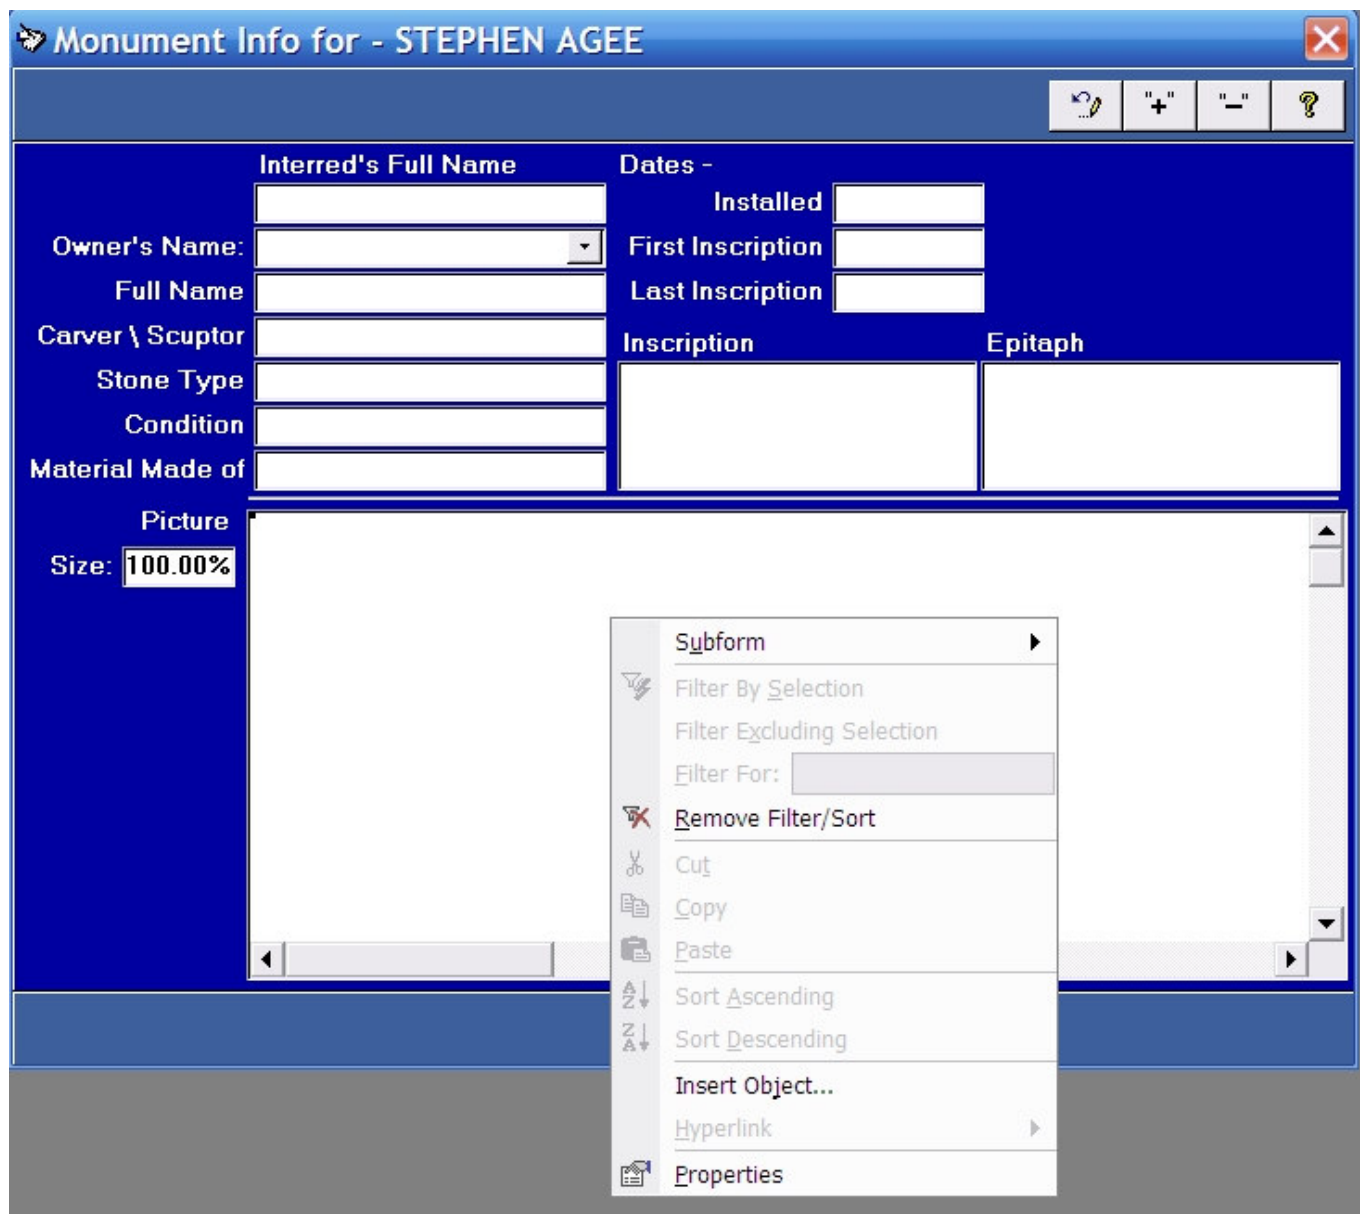 Monument Info for - STEPHEN AGEE
"+" "-" ?
Interred's Full Name
Dates -
Installed
Owner's Name:
First Inscription
Full Name
Last Inscription
Carver \ Scuptor
Inscription
Epitaph
Stone Type
Condition
Material Made of
Picture
Size: 100.00%
Subform
Filter By Selection
Filter Excluding Selection
Filter For:
Remove Filter/Sort
Cut
Copy
Paste
Sort Ascending
Sort Descending
Insert Object...
Hyperlink
Properties